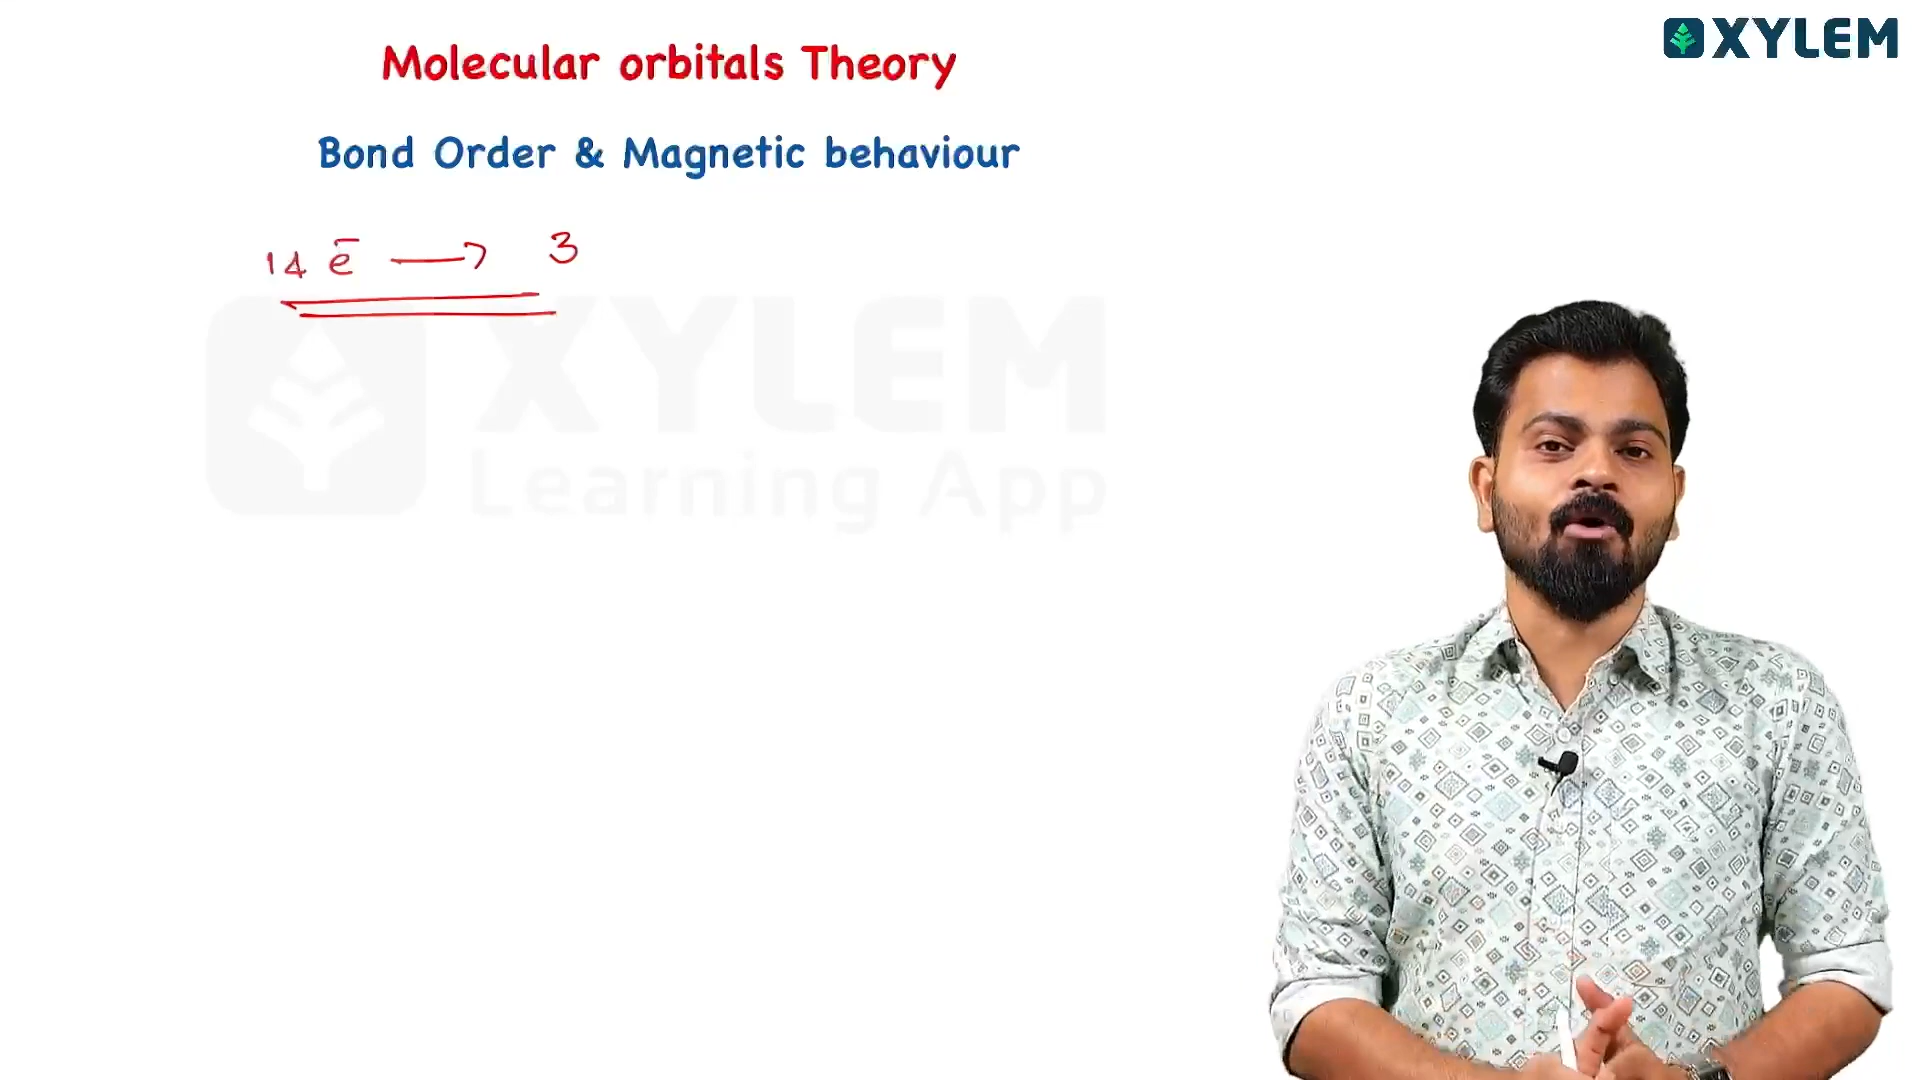 XYLEM
Molecular orbitals Theory
Bond Order & Magnetic behaviour
14 e̅ ⟶ 3
XYLEM
Learning App